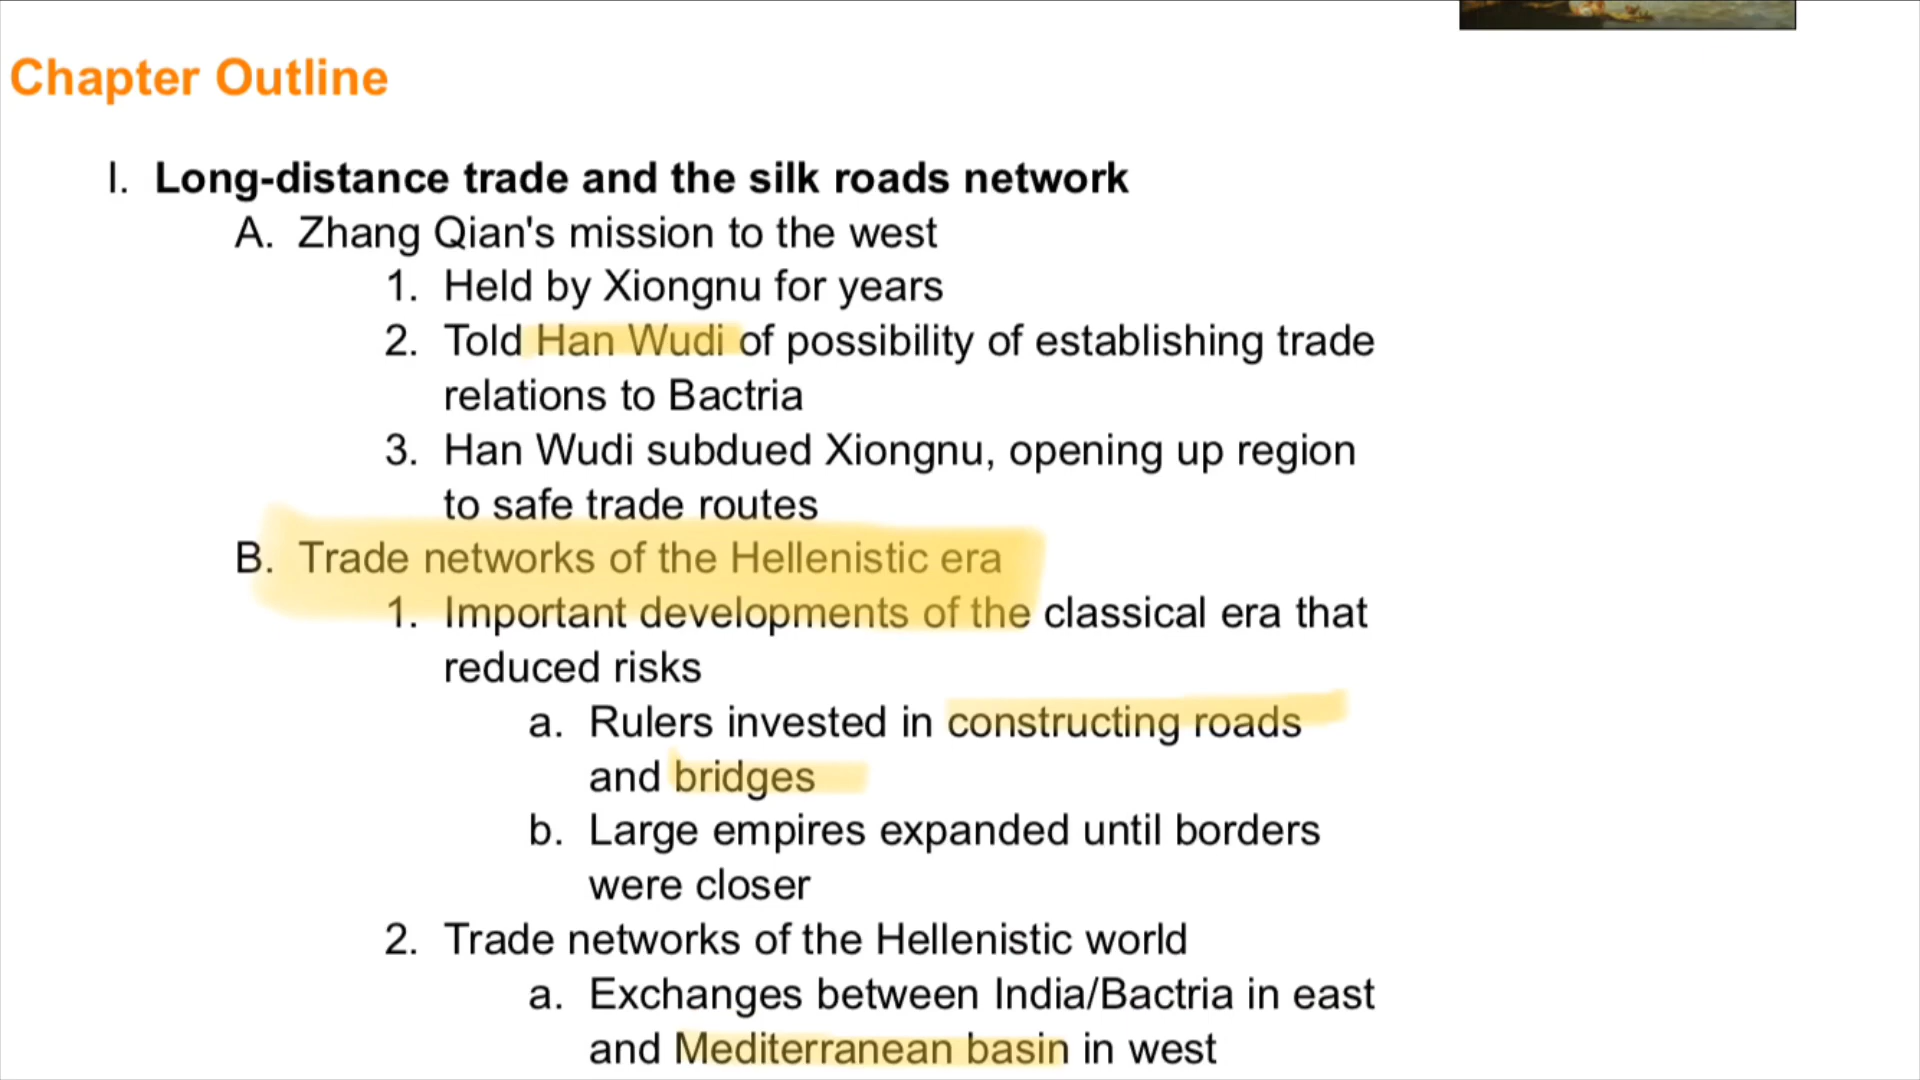 Chapter Outline
I. Long-distance trade and the silk roads network
A. Zhang Qian's mission to the west
1. Held by Xiongnu for years
2. Told Han Wudi of possibility of establishing trade
relations to Bactria
3. Han Wudi subdued Xiongnu, opening up region
to safe trade routes
B. Trade networks of the Hellenistic era
1. Important developments of the classical era that
reduced risks
a. Rulers invested in constructing roads
and bridges
b. Large empires expanded until borders
were closer
2. Trade networks of the Hellenistic world
a. Exchanges between India/Bactria in east
and Mediterranean basin in west